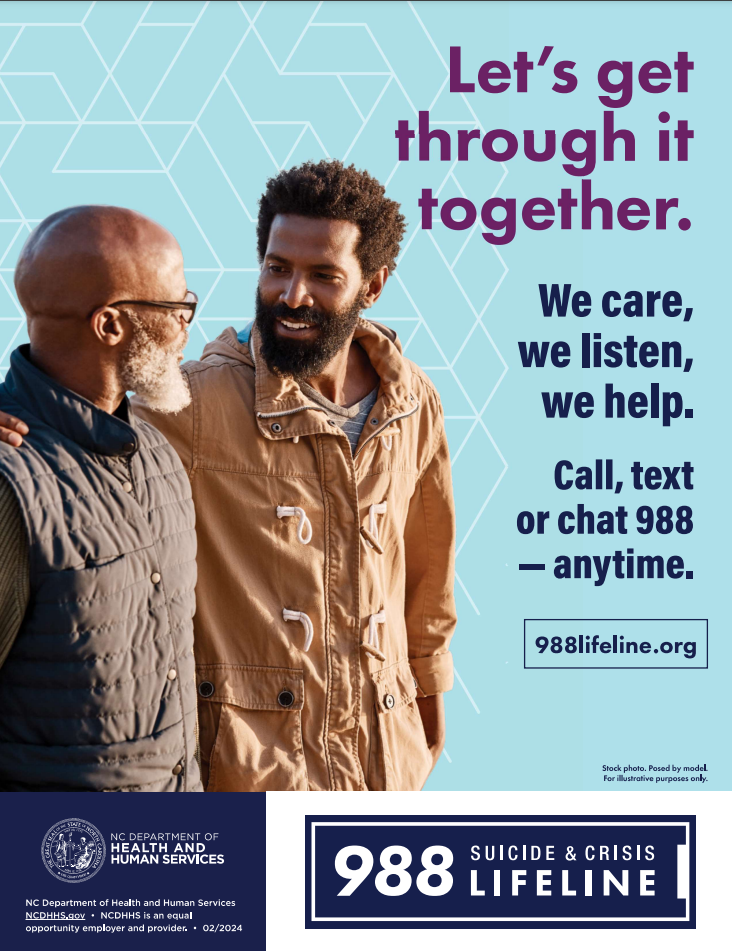 Let's get
through it
together.
We care,
we listen,
we help.
Call, text
or chat 988
— anytime.
988lifeline.org
Stock photo. Posed by model.
For illustrative purposes only.
NC DEPARTMENT OF
HEALTH AND
HUMAN SERVICES
NC Department of Health and Human Services
NCDHHS.gov • NCDHHS is an equal
opportunity employer and provider. • 02/2024
988 SUICIDE & CRISIS
LIFELINE